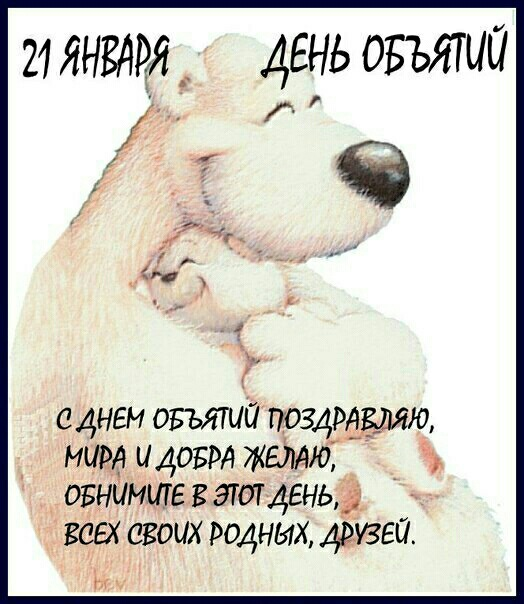 21 ЯНВАРЯ ДЕНЬ ОБЪЯТИЙ
С ДНЕМ ОБЪЯТИЙ ПОЗДРАВЛЯЮ,
МИРА И ДОБРА ЖЕЛАЮ,
ОБНИМИТЕ В ЭТОТ ДЕНЬ,
ВСЕХ СВОИХ РОДНЫХ, ДРУЗЕЙ.